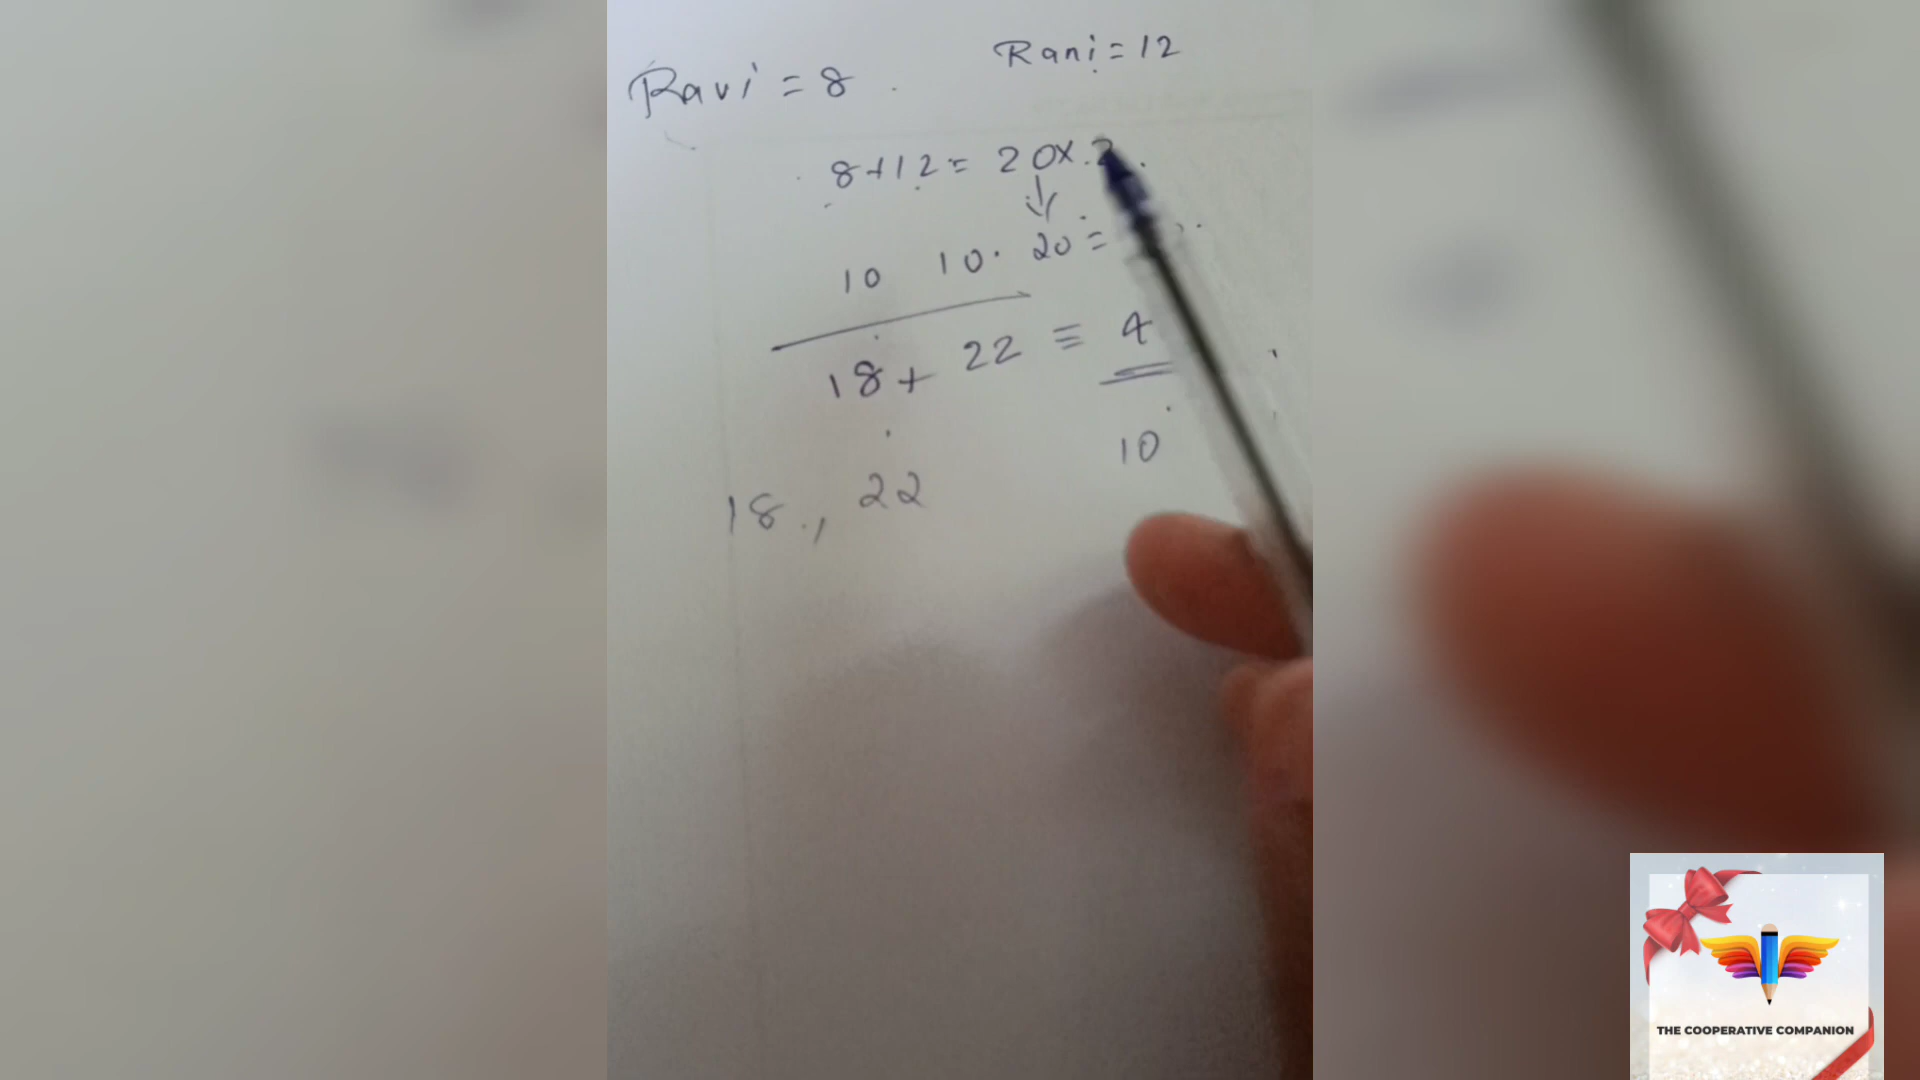 Ravi = 8
Rani = 12
8+12 = 20x 2
10 10. 20 =
18 + 22 = 4
10
18., 22
THE COOPERATIVE COMPANION